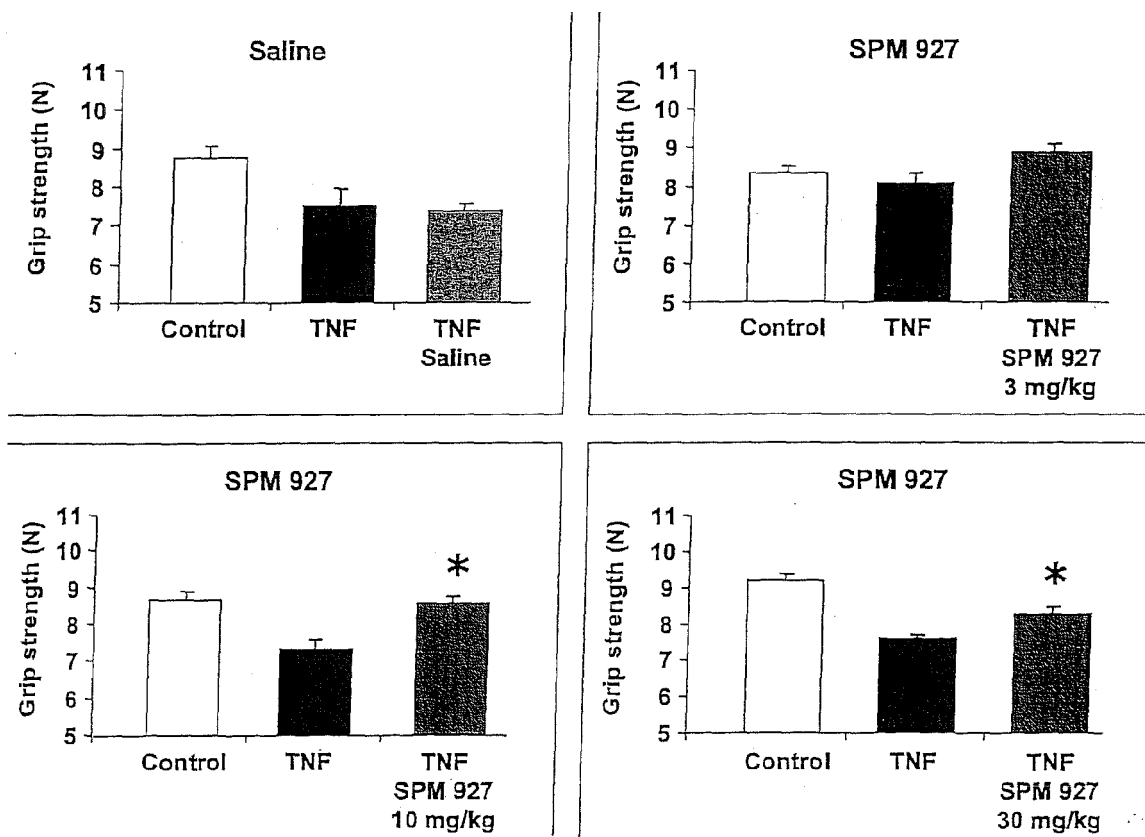 Saline
Grip strength (N)
11
10
9
8
7
6
5
Control TNF TNF
Saline
SPM 927
Grip strength (N)
11
10
9
8
7
6
5
Control TNF TNF
SPM 927
3 mg/kg
SPM 927
Grip strength (N)
11
10
9
8
7
6
5
*
Control TNF TNF
SPM 927
10 mg/kg
SPM 927
Grip strength (N)
11
10
9
8
7
6
5
*
Control TNF TNF
SPM 927
30 mg/kg